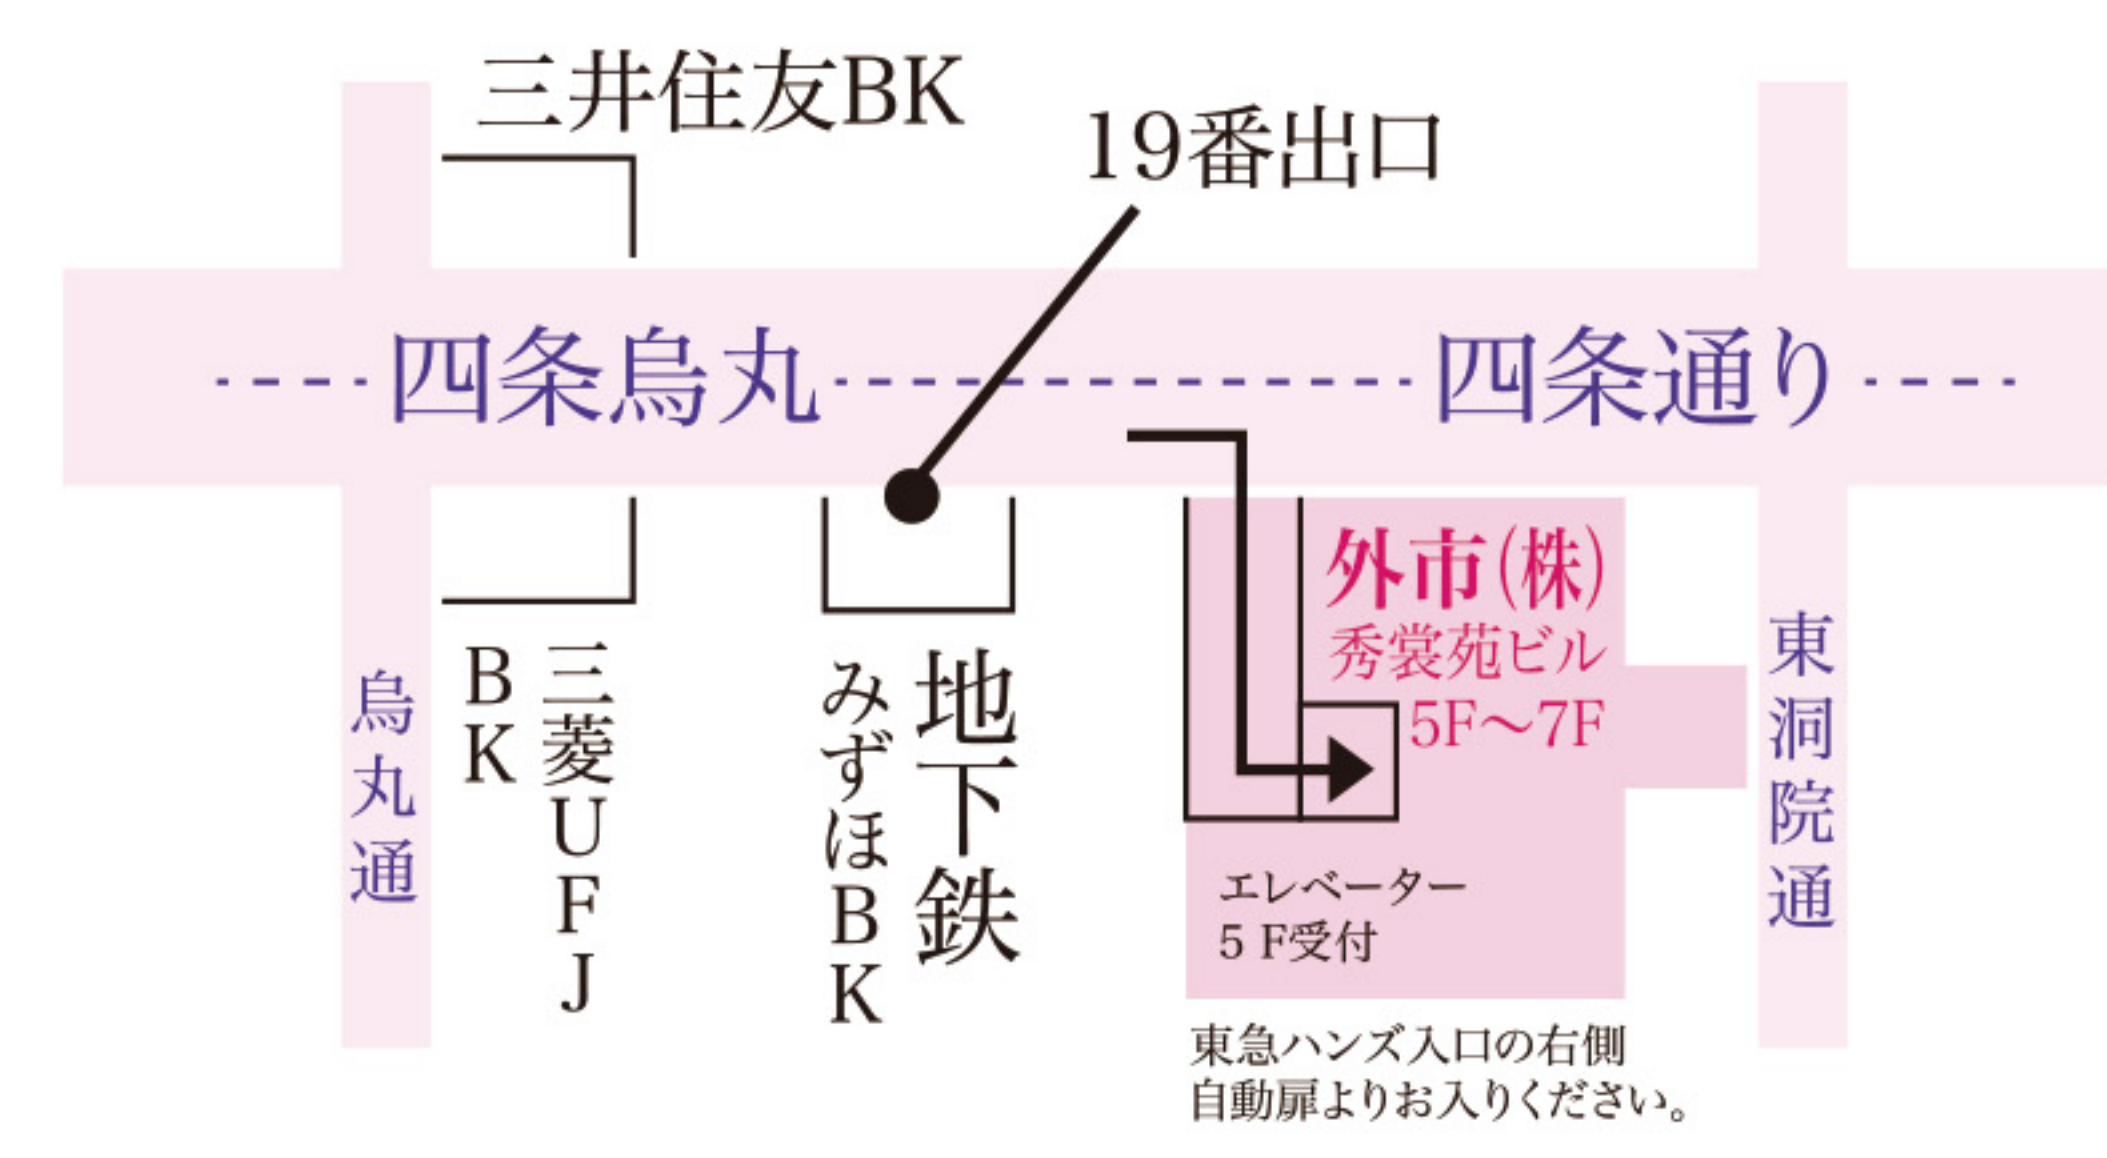 三井住友BK
19番出口
四条烏丸
四条通り
烏丸通
三菱UFJ
BK
地下鉄
みずほBK
外市(株)
秀裳苑ビル
5F～7F
東洞院通
エレベーター
5 F受付
東急ハンズ入口の右側
自動扉よりお入りください。